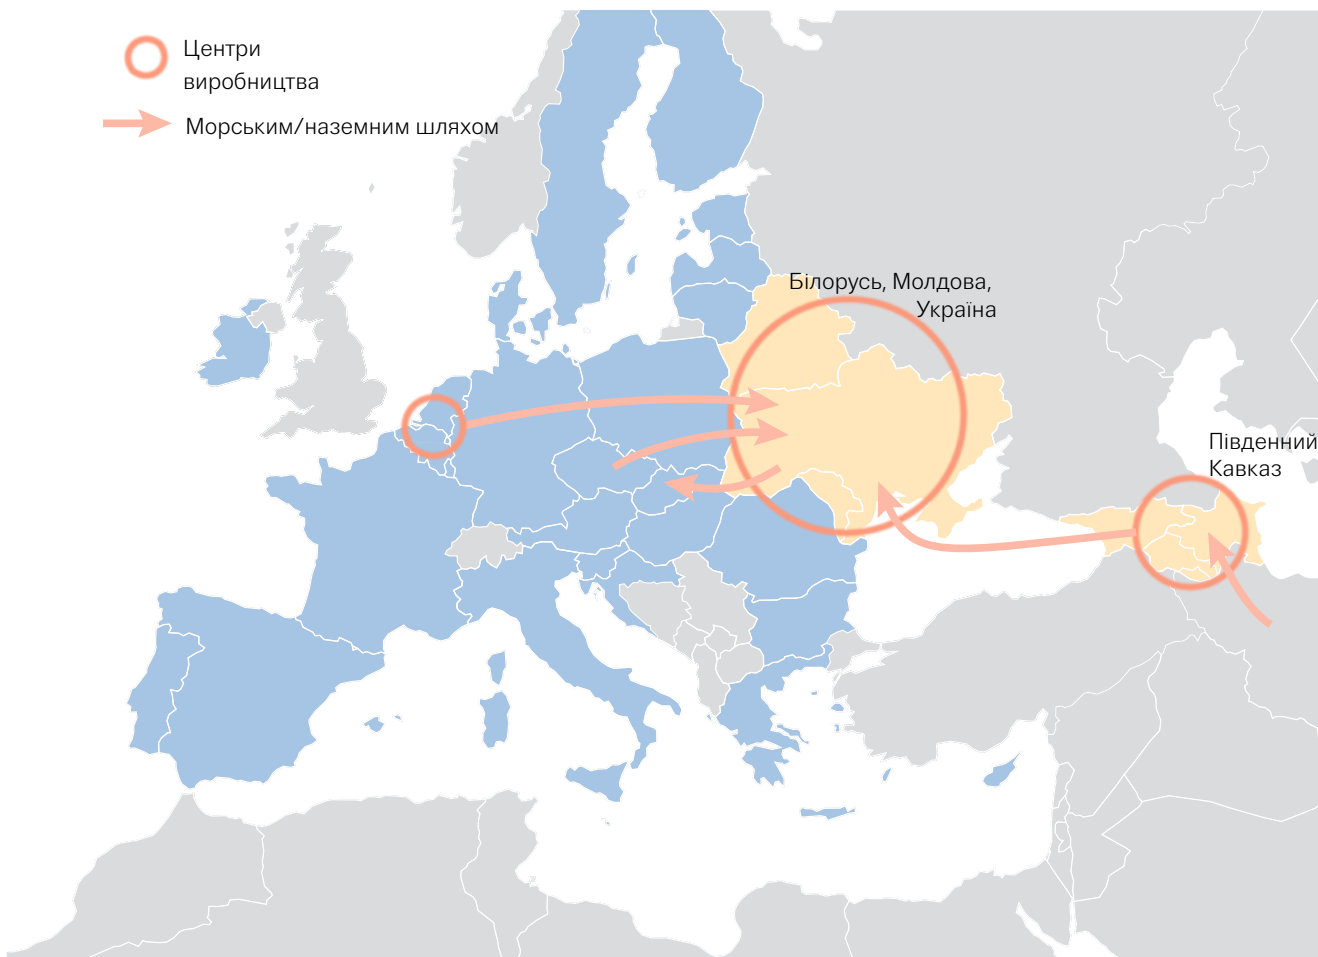 Центри
виробництва
Морським/наземним шляхом
Білорусь, Молдова,
Україна
Південний
Кавказ